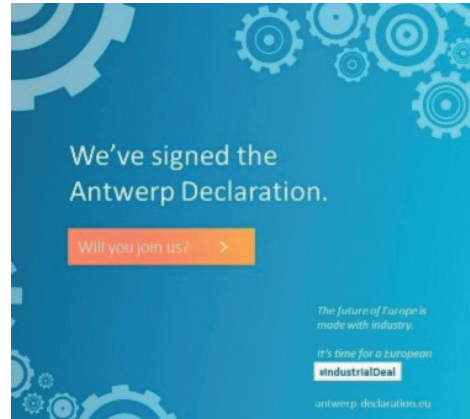 We've signed the
Antwerp Declaration.
Will you join us? >
The future of Europe is
made with industry.
It's time for a European
#IndustrialDeal
antwerp-declaration.eu